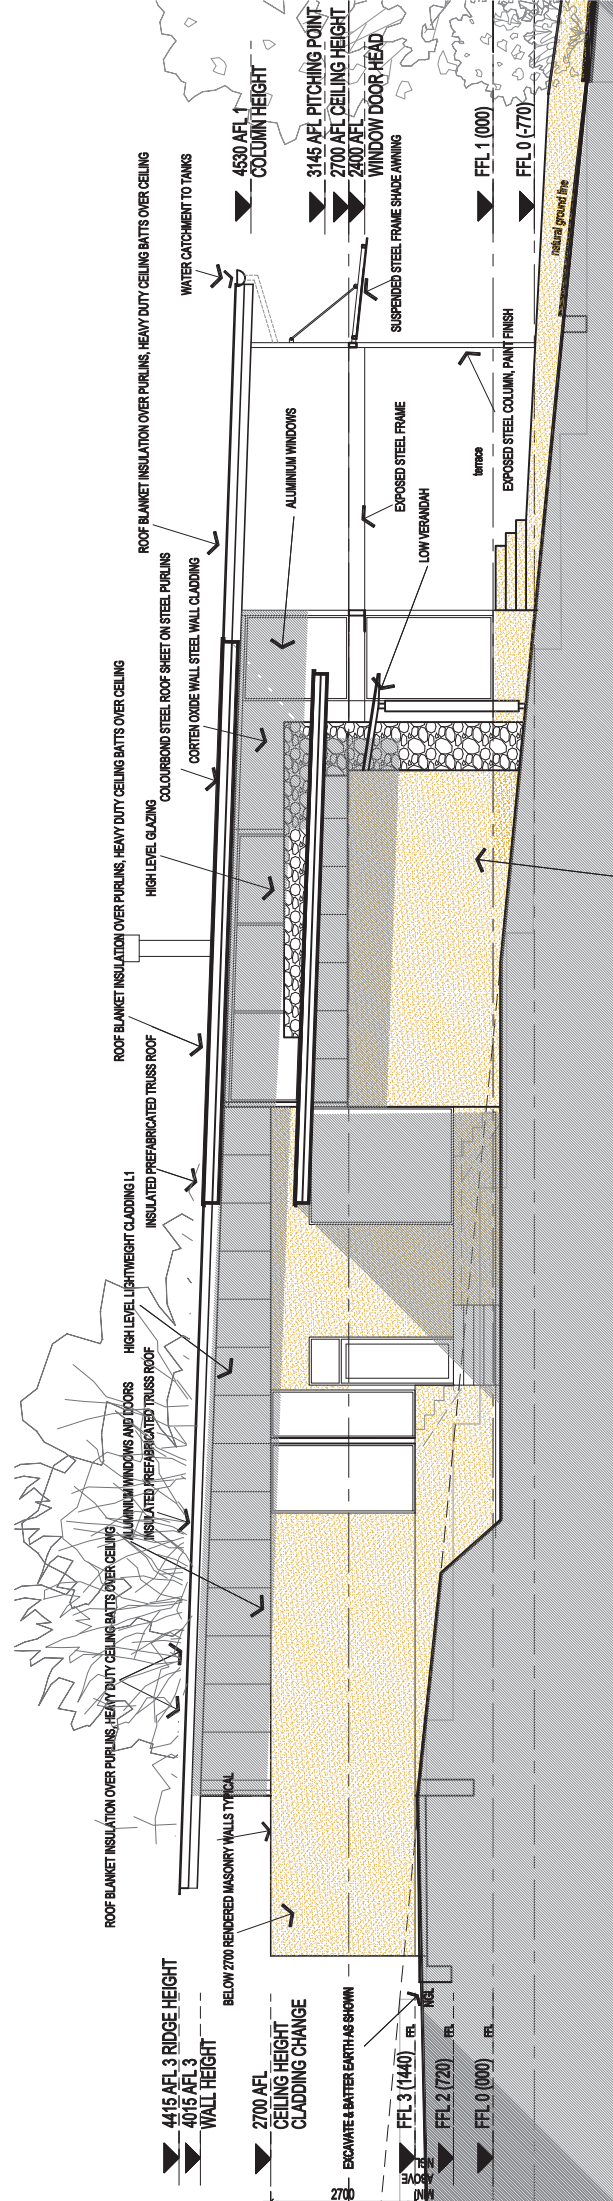 4415 AFL 3 RIDGE HEIGHT
4015 AFL 3
WALL HEIGHT
2700 AFL
CEILING HEIGHT
CLADDING CHANGE
EXCAVATE & BATTER EARTH AS SHOWN
FFL 3 (1440)
FFL
FFL 2 (720)
FFL
FFL 0 (000)
FFL
2700
MIN)
ABOVE
NGL
NGL
ROOF BLANKET INSULATION OVER PURLINS, HEAVY DUTY CEILING BATTS OVER CEILING
BELOW 2700 RENDERED MASONRY WALLS TYPICAL
ALUMINIUM WINDOWS AND DOORS
INSULATED PREFABRICATED TRUSS ROOF
HIGH LEVEL LIGHTWEIGHT CLADDING L1
INSULATED PREFABRICATED TRUSS ROOF
ROOF BLANKET INSULATION OVER PURLINS, HEAVY DUTY CEILING BATTS OVER CEILING
HIGH LEVEL GLAZING
COLOURBOND STEEL ROOF SHEET ON STEEL PURLINS
CORTEN OXIDE WALL STEEL WALL CLADDING
ROOF BLANKET INSULATION OVER PURLINS, HEAVY DUTY CEILING BATTS OVER CEILING
WATER CATCHMENT TO TANKS
ALUMINIUM WINDOWS
EXPOSED STEEL FRAME
LOW VERANDAH
SUSPENDED STEEL FRAME SHADE AWNING
terrace
EXPOSED STEEL COLUMN, PAINT FINISH
natural ground line
4530 AFL 1
COLUMN HEIGHT
3145 AFL PITCHING POINT
2700 AFL CEILING HEIGHT
2400 AFL
WINDOW DOOR HEAD
FFL 1 (000)
FFL 0 (-770)